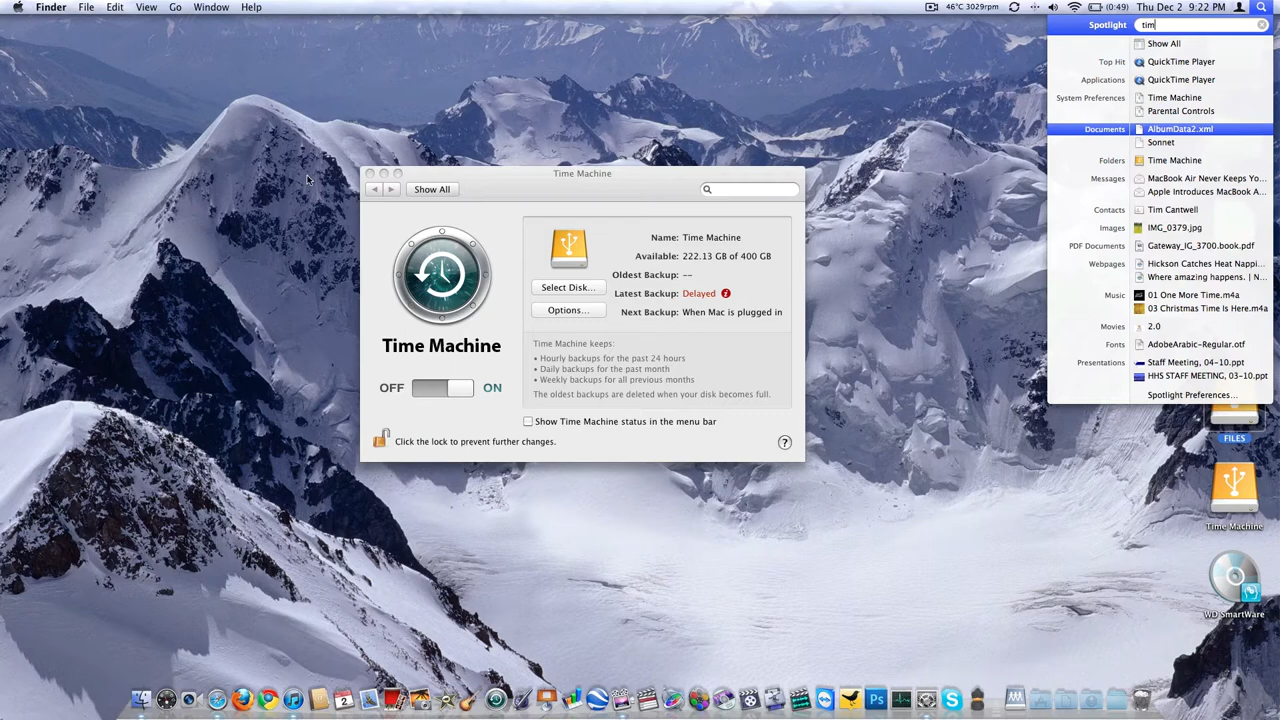 Finder File Edit View Go Window Help
46°C 3029rpm (0:49) Thu Dec 2 9:22 PM
Spotlight tim
Show All
Top Hit QuickTime Player
Applications QuickTime Player
System Preferences Time Machine
Parental Controls
Documents AlbumData2.xml
Sonnet
Folders Time Machine
Messages MacBook Air Never Keeps Yo...
Apple Introduces MacBook A...
Contacts Tim Cantwell
Images IMG_0379.jpg
PDF Documents Gateway_IG_3700.book.pdf
Webpages Hickson Catches Heat Nappi...
Where amazing happens. | N...
Music 01 One More Time.m4a
03 Christmas Time Is Here.m4a
Movies 2.0
Fonts AdobeArabic-Regular.otf
Presentations Staff Meeting, 04-10.ppt
HHS STAFF MEETING, 03-10.ppt
Spotlight Preferences...
Time Machine
Show All
Name: Time Machine
Available: 222.13 GB of 400 GB
Oldest Backup: --
Select Disk...
Latest Backup: Delayed
Options...
Next Backup: When Mac is plugged in
Time Machine
OFF ON
Time Machine keeps:
• Hourly backups for the past 24 hours
• Daily backups for the past month
• Weekly backups for all previous months
The oldest backups are deleted when your disk becomes full.
Show Time Machine status in the menu bar
Click the lock to prevent further changes.
?
FILES
Time Machine
WD SmartWare
2
Ps